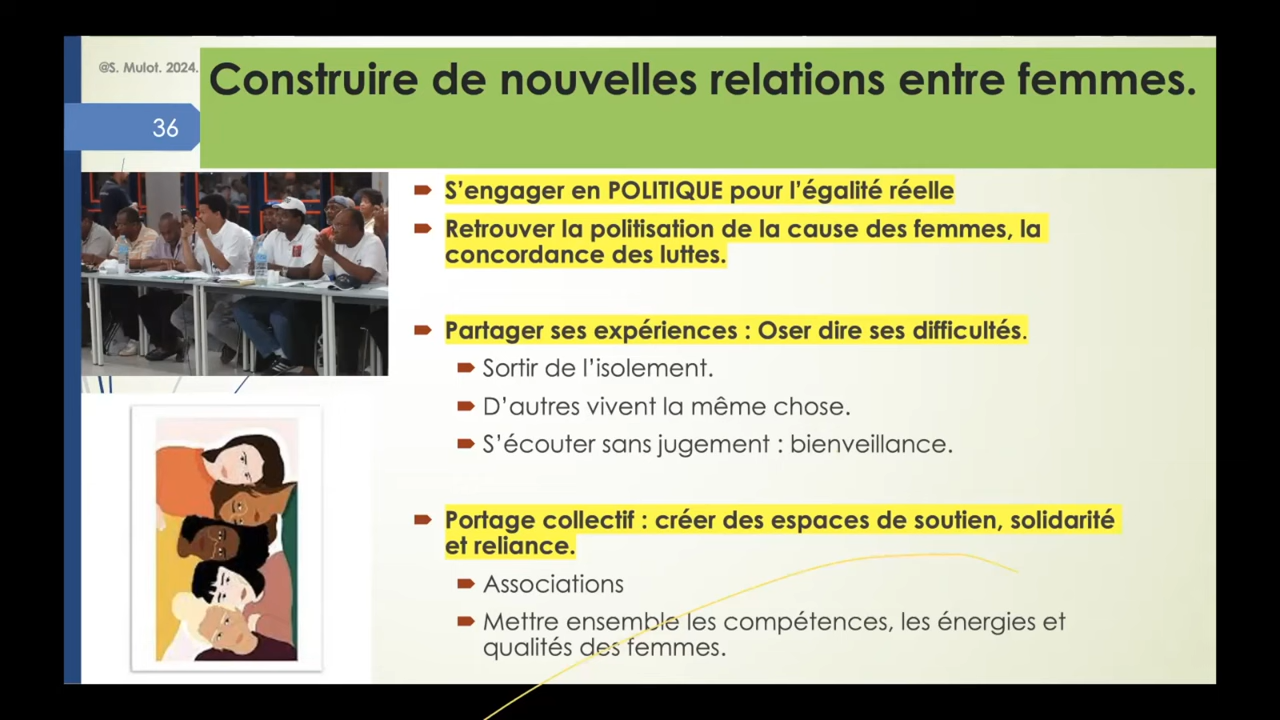 @S. Mulot. 2024.
Construire de nouvelles relations entre femmes.
36
S’engager en POLITIQUE pour l’égalité réelle
Retrouver la politisation de la cause des femmes, la
concordance des luttes.
Partager ses expériences : Oser dire ses difficultés.
Sortir de l’isolement.
D’autres vivent la même chose.
S’écouter sans jugement : bienveillance.
Portage collectif : créer des espaces de soutien, solidarité
et reliance.
Associations
Mettre ensemble les compétences, les énergies et
qualités des femmes.